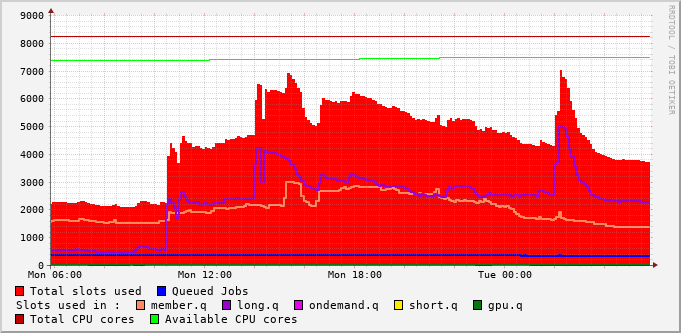 9000
8000
7000
6000
5000
4000
3000
2000
1000
0
Mon 06:00 Mon 12:00 Mon 18:00 Tue 00:00
Total slots used Queued Jobs
Slots used in : member.q long.q ondemand.q short.q gpu.q
Total CPU cores Available CPU cores
RRDTOOL / TOBI OETIKER